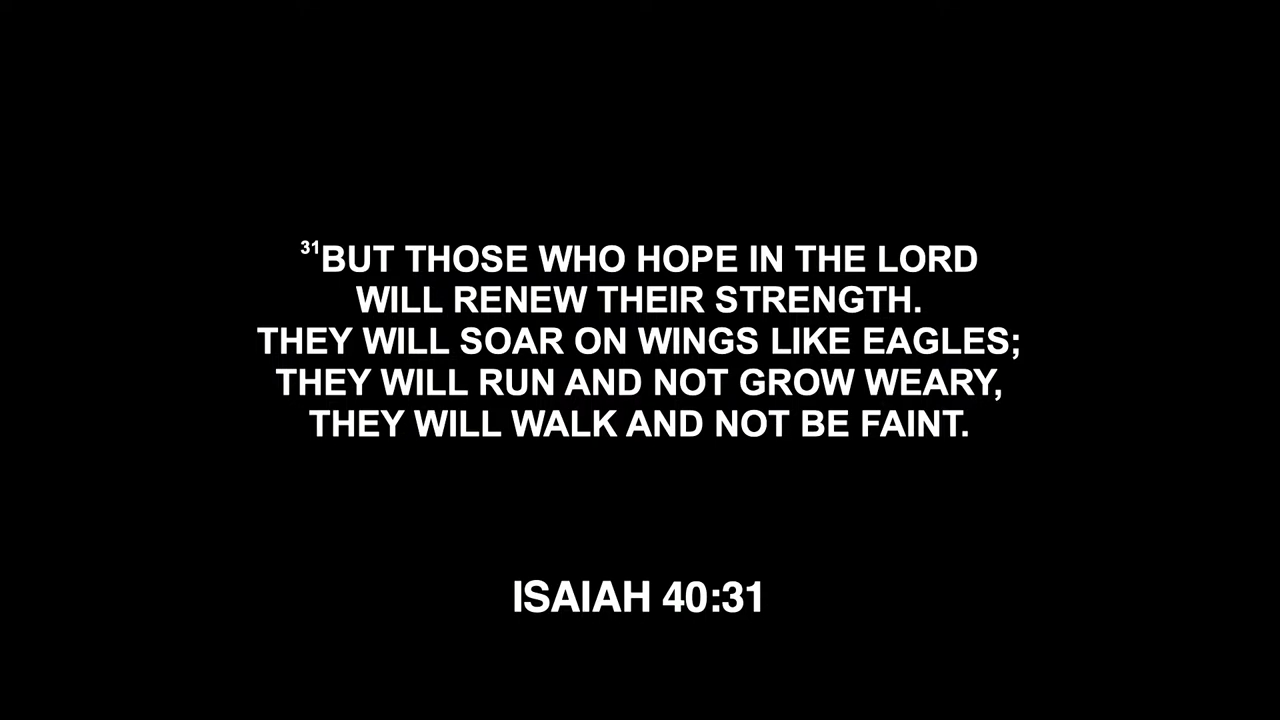 31BUT THOSE WHO HOPE IN THE LORD
WILL RENEW THEIR STRENGTH.
THEY WILL SOAR ON WINGS LIKE EAGLES;
THEY WILL RUN AND NOT GROW WEARY,
THEY WILL WALK AND NOT BE FAINT.
ISAIAH 40:31